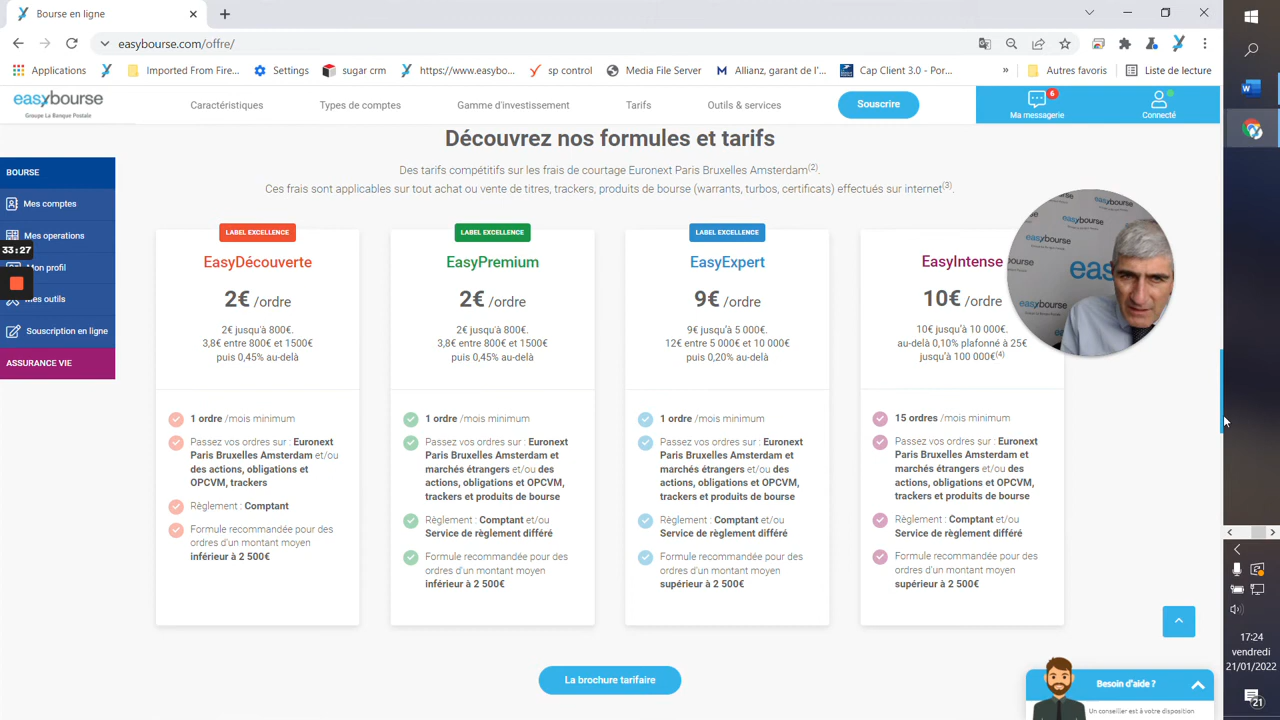 Bourse en ligne
easybourse.com/offre/
Applications
Imported From Fire...
Settings
sugar crm
https://www.easybo...
sp control
Media File Server
Allianz, garant de l'...
Cap Client 3.0 - Por...
»
Autres favoris
Liste de lecture
easybourse
Groupe La Banque Postale
Caractéristiques
Types de comptes
Gamme d'investissement
Tarifs
Outils & services
Souscrire
6
Ma messagerie
Connecté
Découvrez nos formules et tarifs
Des tarifs compétitifs sur les frais de courtage Euronext Paris Bruxelles Amsterdam(2).
Ces frais sont applicables sur tout achat ou vente de titres, trackers, produits de bourse (warrants, turbos, certificats) effectués sur internet(3).
BOURSE
Mes comptes
Mes operations
33:27
Mon profil
Mes outils
Souscription en ligne
ASSURANCE VIE
LABEL EXCELLENCE
EasyDécouverte
2€ /ordre
2€ jusqu'à 800€.
3,8€ entre 800€ et 1500€
puis 0,45% au-delà
1 ordre /mois minimum
Passez vos ordres sur : Euronext
Paris Bruxelles Amsterdam et/ou
des actions, obligations et
OPCVM, trackers
Règlement : Comptant
Formule recommandée pour des
ordres d'un montant moyen
inférieur à 2 500€
LABEL EXCELLENCE
EasyPremium
2€ /ordre
2€ jusqu'à 800€.
3,8€ entre 800€ et 1500€
puis 0,45% au-delà
1 ordre /mois minimum
Passez vos ordres sur : Euronext
Paris Bruxelles Amsterdam et
marchés étrangers et/ou des
actions, obligations et OPCVM,
trackers et produits de bourse
Règlement : Comptant et/ou
Service de règlement différé
Formule recommandée pour des
ordres d'un montant moyen
inférieur à 2 500€
LABEL EXCELLENCE
EasyExpert
9€ /ordre
9€ jusqu'à 5 000€.
12€ entre 5 000€ et 10 000€
puis 0,20% au-delà
1 ordre /mois minimum
Passez vos ordres sur : Euronext
Paris Bruxelles Amsterdam et
marchés étrangers et/ou des
actions, obligations et OPCVM,
trackers et produits de bourse
Règlement : Comptant et/ou
Service de règlement différé
Formule recommandée pour des
ordres d'un montant moyen
supérieur à 2 500€
EasyIntense
10€ /ordre
10€ jusqu'à 10 000€.
au-delà 0,10% plafonné à 25€
jusqu'à 100 000€(4)
15 ordres /mois minimum
Passez vos ordres sur : Euronext
Paris Bruxelles Amsterdam et
marchés étrangers et/ou des
actions, obligations et OPCVM,
trackers et produits de bourse
Règlement : Comptant et/ou
Service de règlement différé
Formule recommandée pour des
ordres d'un montant moyen
supérieur à 2 500€
easybourse
easybourse
easybourse
easybourse
La brochure tarifaire
Besoin d'aide ?
Un conseiller est à votre disposition
17:24
vendredi
21/01/2022
21